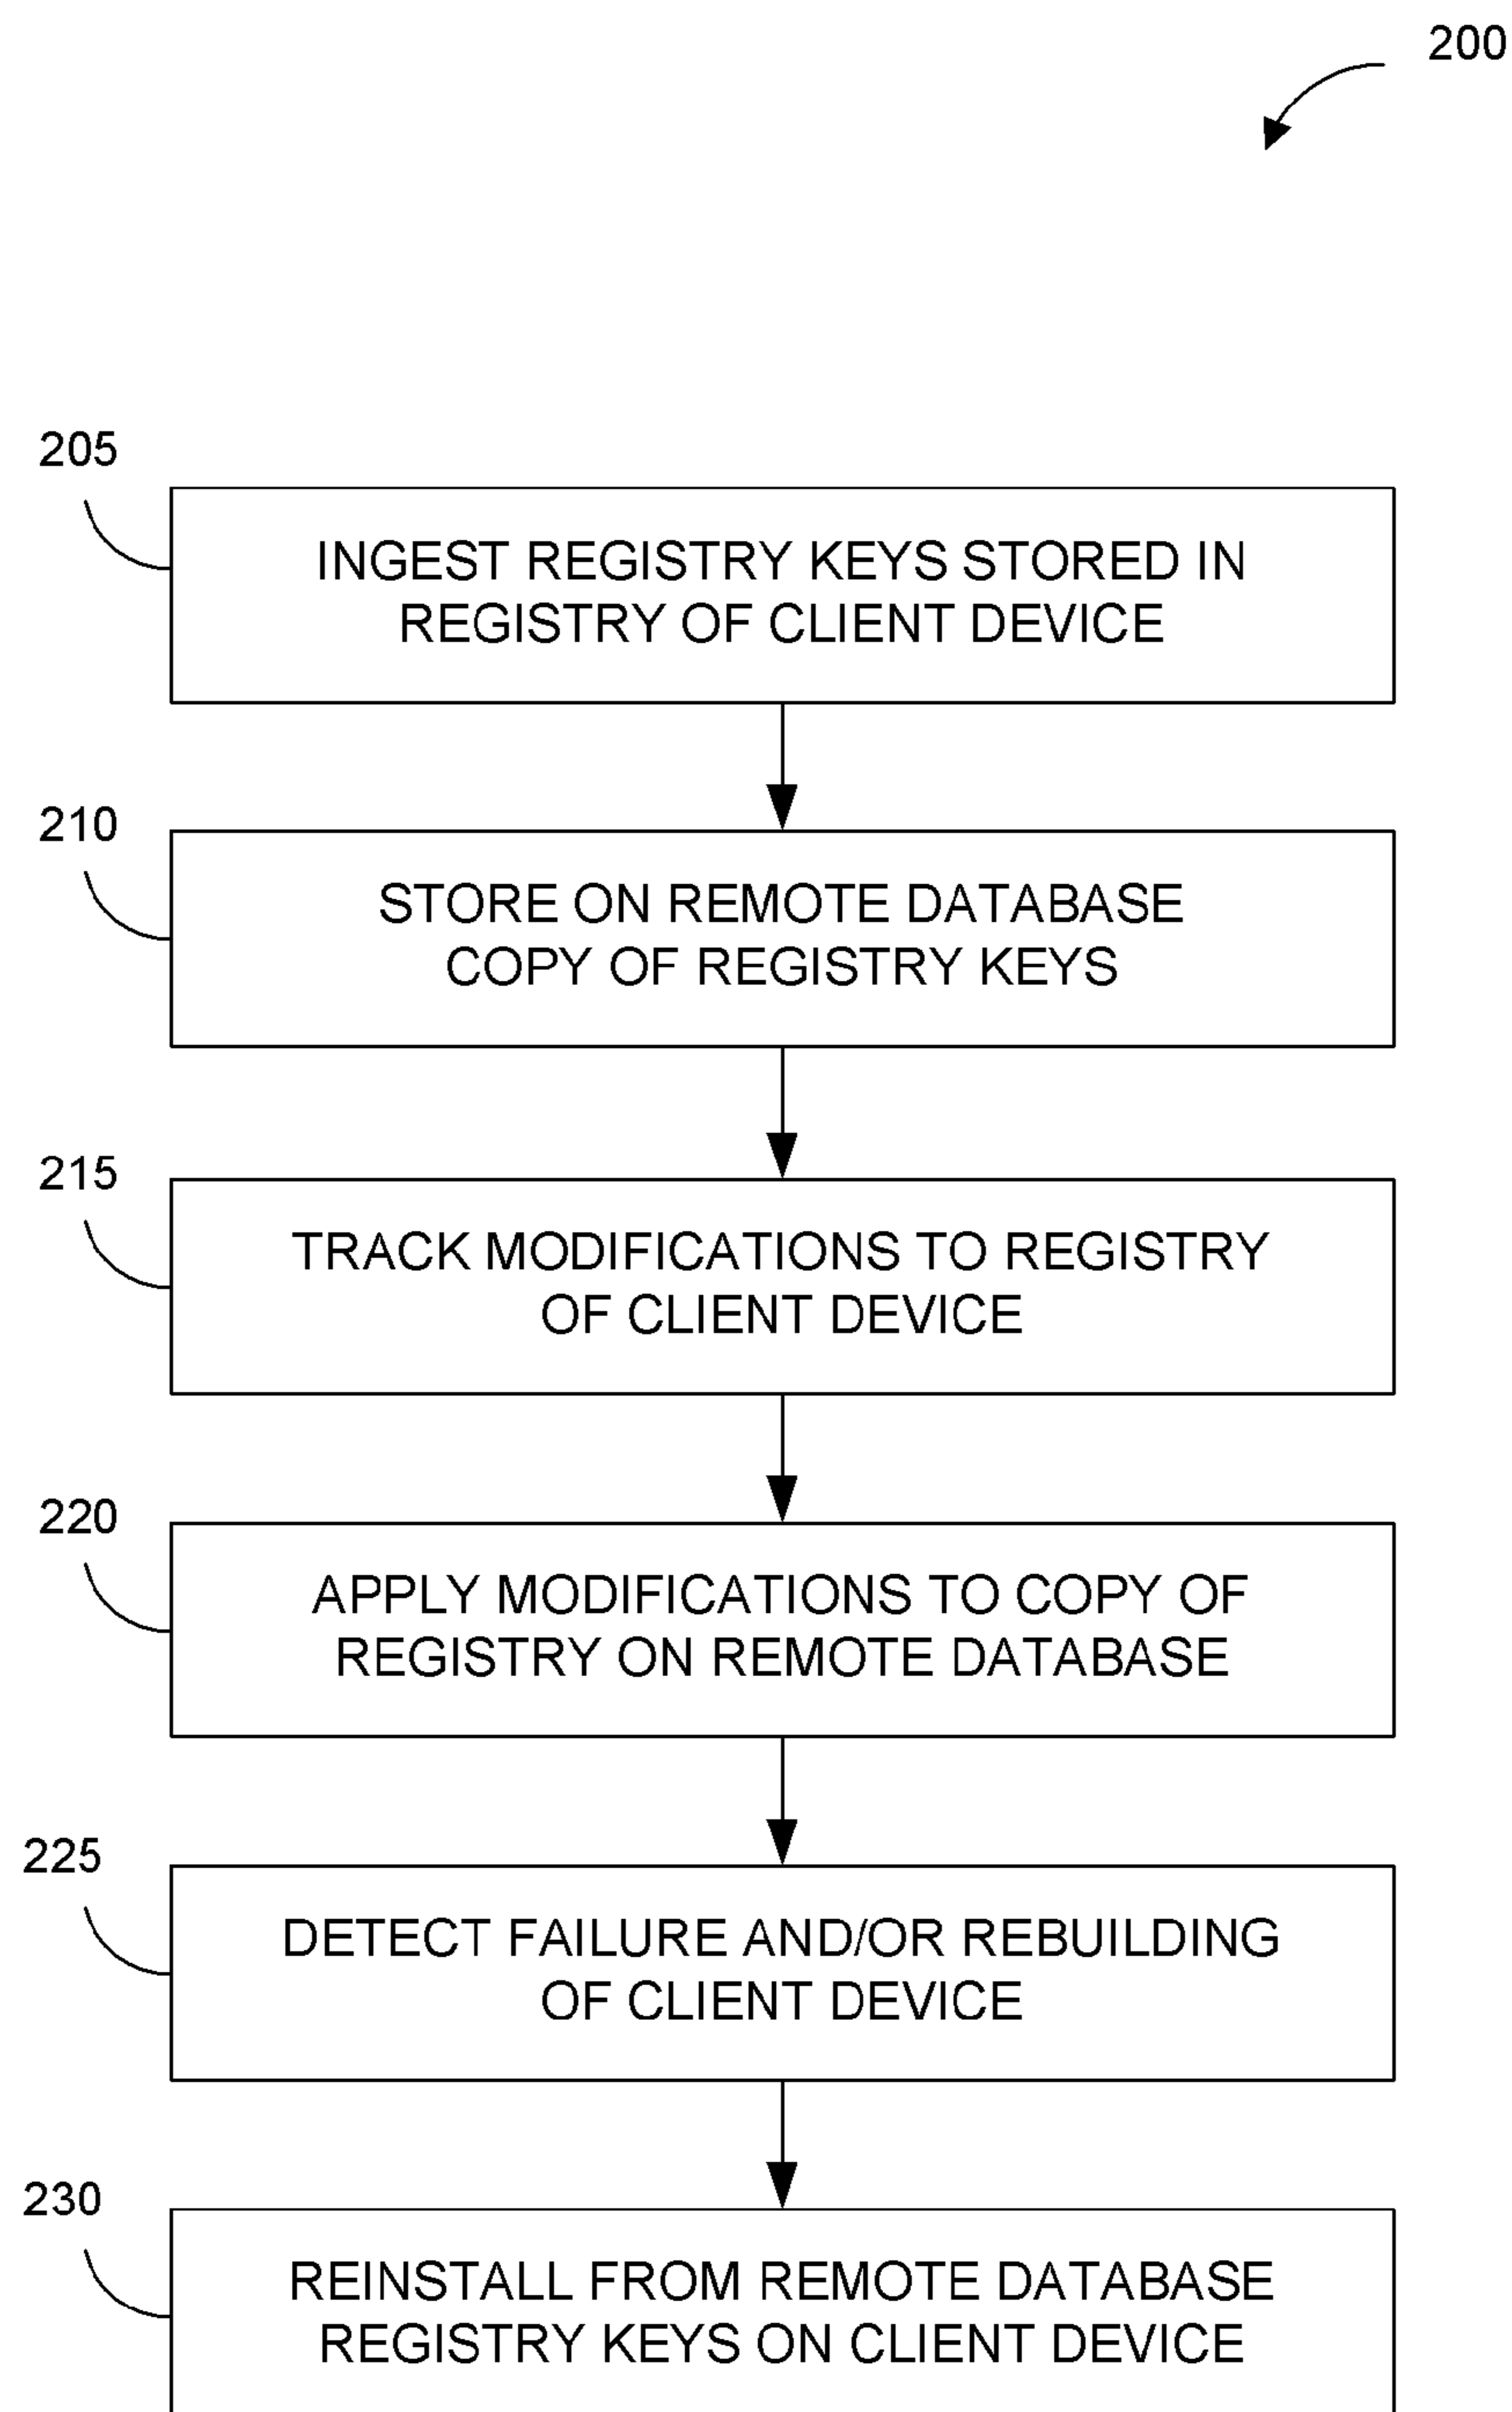 200
205
INGEST REGISTRY KEYS STORED IN
REGISTRY OF CLIENT DEVICE
210
STORE ON REMOTE DATABASE
COPY OF REGISTRY KEYS
215
TRACK MODIFICATIONS TO REGISTRY
OF CLIENT DEVICE
220
APPLY MODIFICATIONS TO COPY OF
REGISTRY ON REMOTE DATABASE
225
DETECT FAILURE AND/OR REBUILDING
OF CLIENT DEVICE
230
REINSTALL FROM REMOTE DATABASE
REGISTRY KEYS ON CLIENT DEVICE